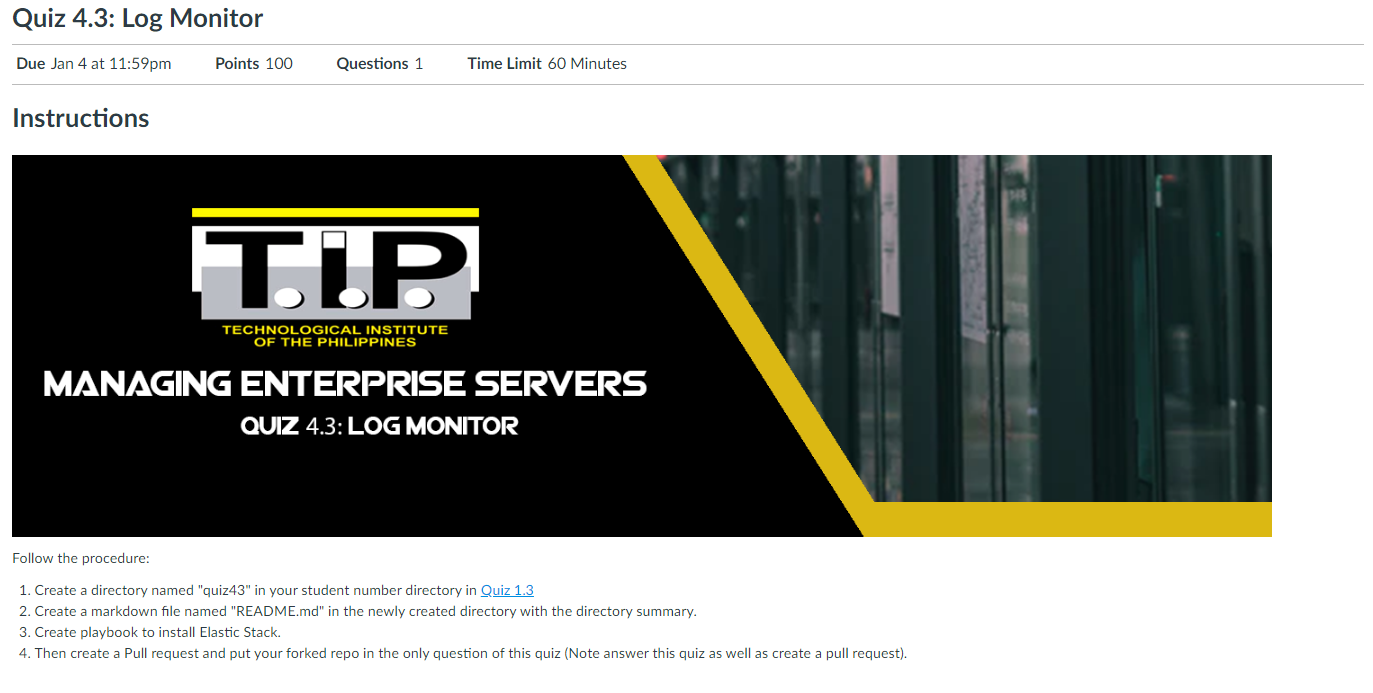 Quiz 4.3: Log Monitor
Due Jan 4 at 11:59pm Points 100 Questions 1 Time Limit 60 Minutes
Instructions
T.I.P.
TECHNOLOGICAL INSTITUTE
OF THE PHILIPPINES
MANAGING ENTERPRISE SERVERS
QUIZ 4.3: LOG MONITOR
Follow the procedure:
1. Create a directory named "quiz43" in your student number directory in Quiz 1.3
2. Create a markdown file named "README.md" in the newly created directory with the directory summary.
3. Create playbook to install Elastic Stack.
4. Then create a Pull request and put your forked repo in the only question of this quiz (Note answer this quiz as well as create a pull request).